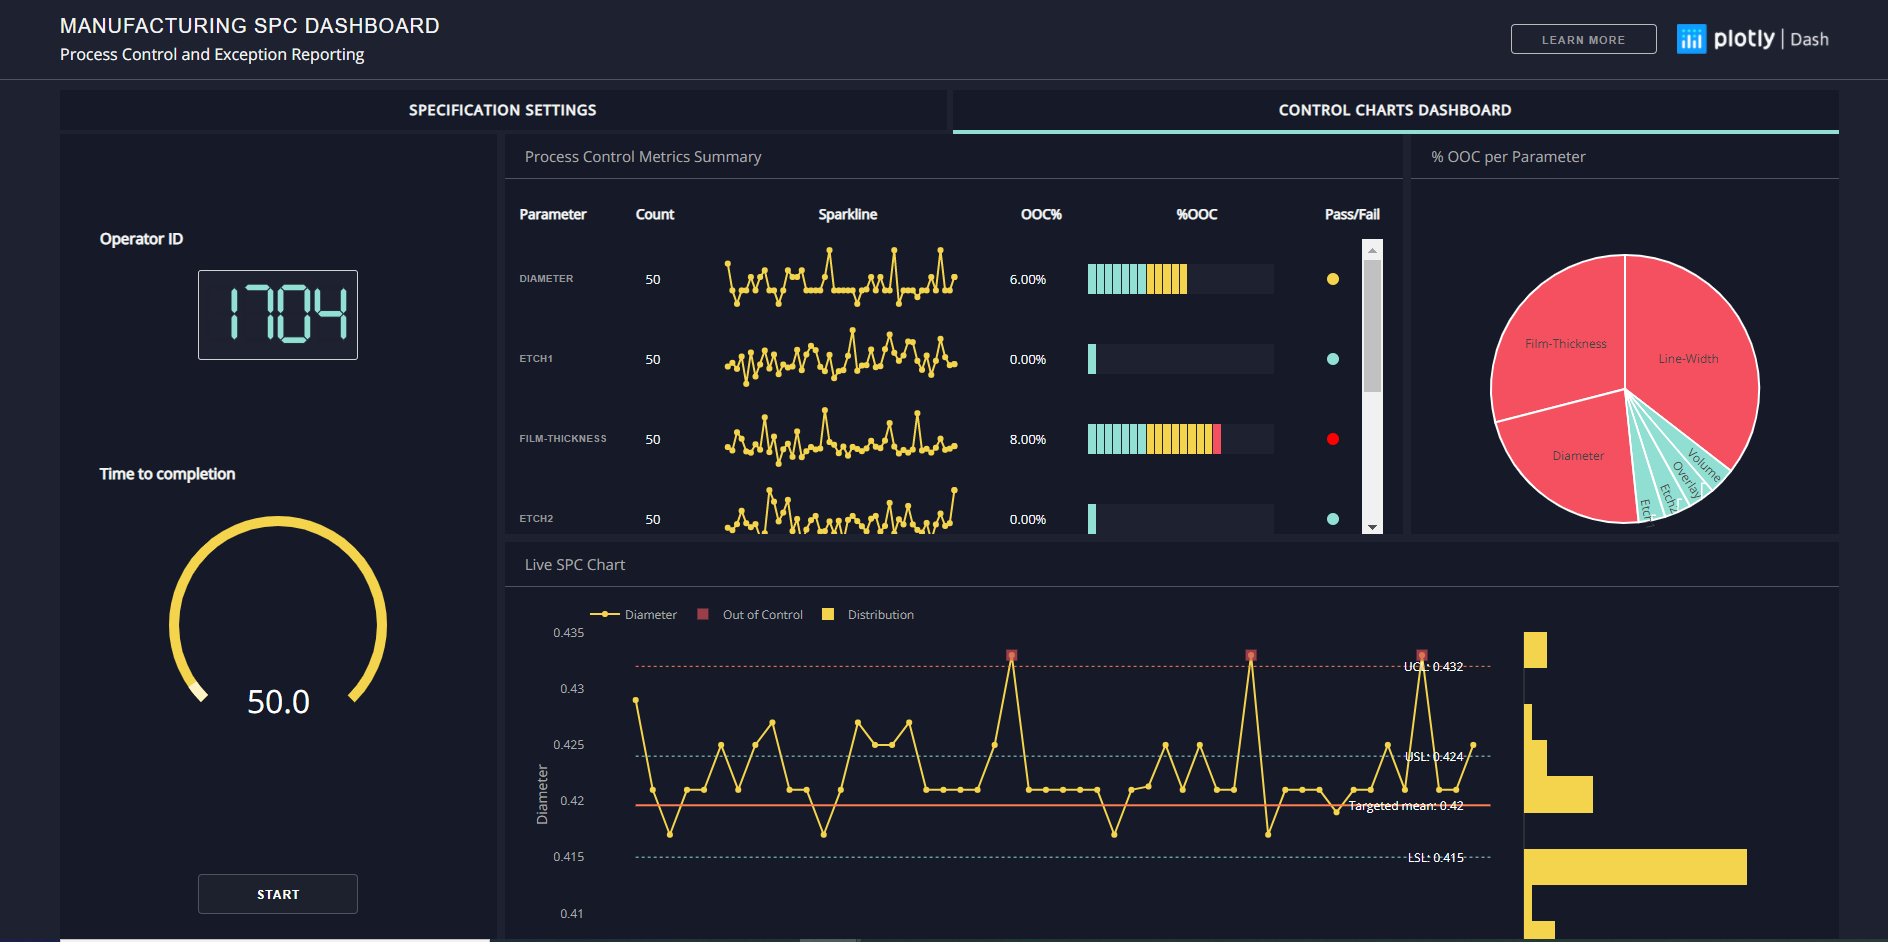 MANUFACTURING SPC DASHBOARD
Process Control and Exception Reporting
LEARN MORE
plotly | Dash
SPECIFICATION SETTINGS
CONTROL CHARTS DASHBOARD
Operator ID
1704
Time to completion
50.0
START
Process Control Metrics Summary
Parameter Count Sparkline OOC% %OOC Pass/Fail
DIAMETER 50 6.00%
ETCH1 50 0.00%
FILM-THICKNESS 50 8.00%
ETCH2 50 0.00%
% OOC per Parameter
Film-Thickness
Line-Width
Diameter
Volume
Overlay
Etch2
Live SPC Chart
Diameter Out of Control Distribution
0.435
UCL: 0.432
0.43
0.425
USL: 0.424
Diameter
0.42
Targeted mean: 0.42
0.415
LSL: 0.415
0.41